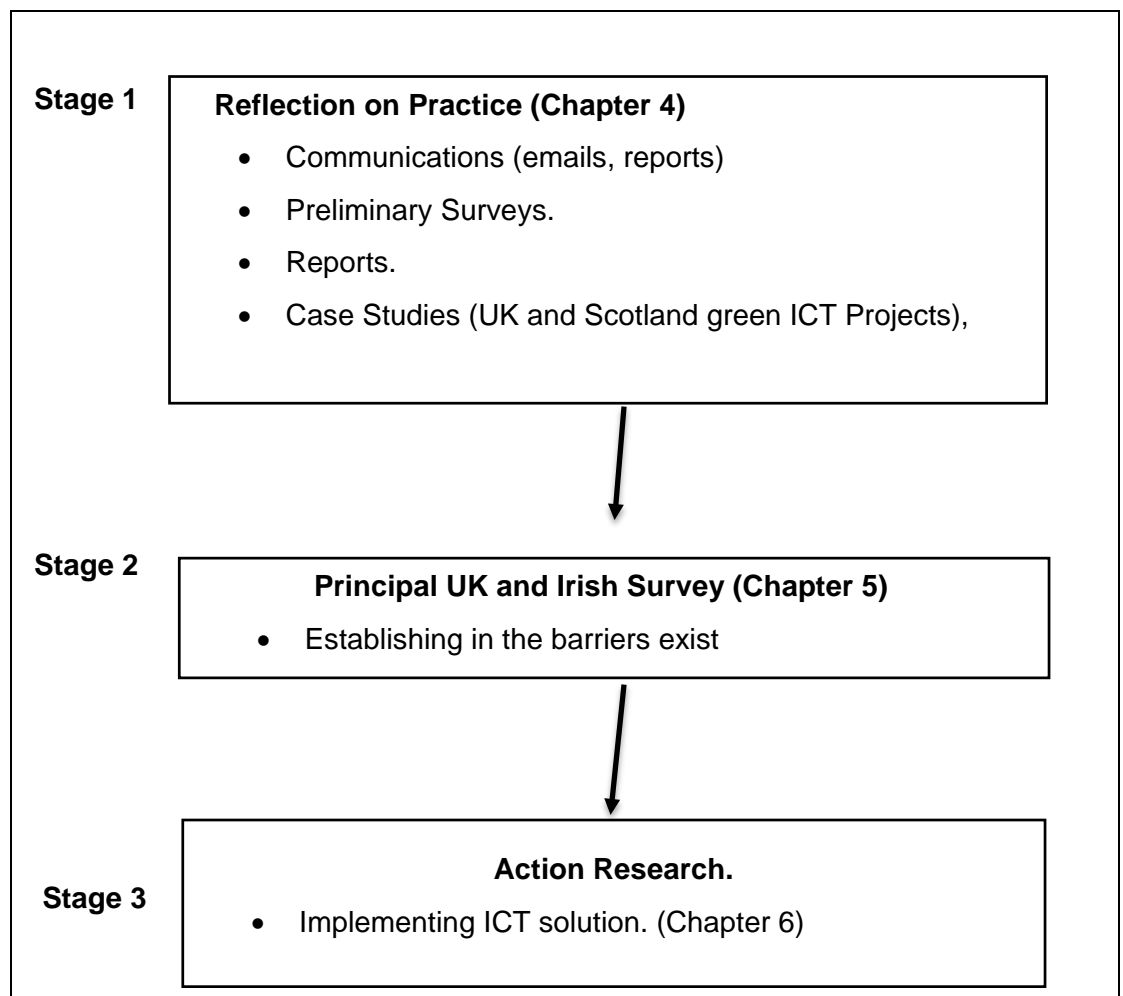 Stage 1
Reflection on Practice (Chapter 4)
• Communications (emails, reports)
• Preliminary Surveys.
• Reports.
• Case Studies (UK and Scotland green ICT Projects),
Stage 2
Principal UK and Irish Survey (Chapter 5)
• Establishing in the barriers exist
Stage 3
Action Research.
• Implementing ICT solution. (Chapter 6)